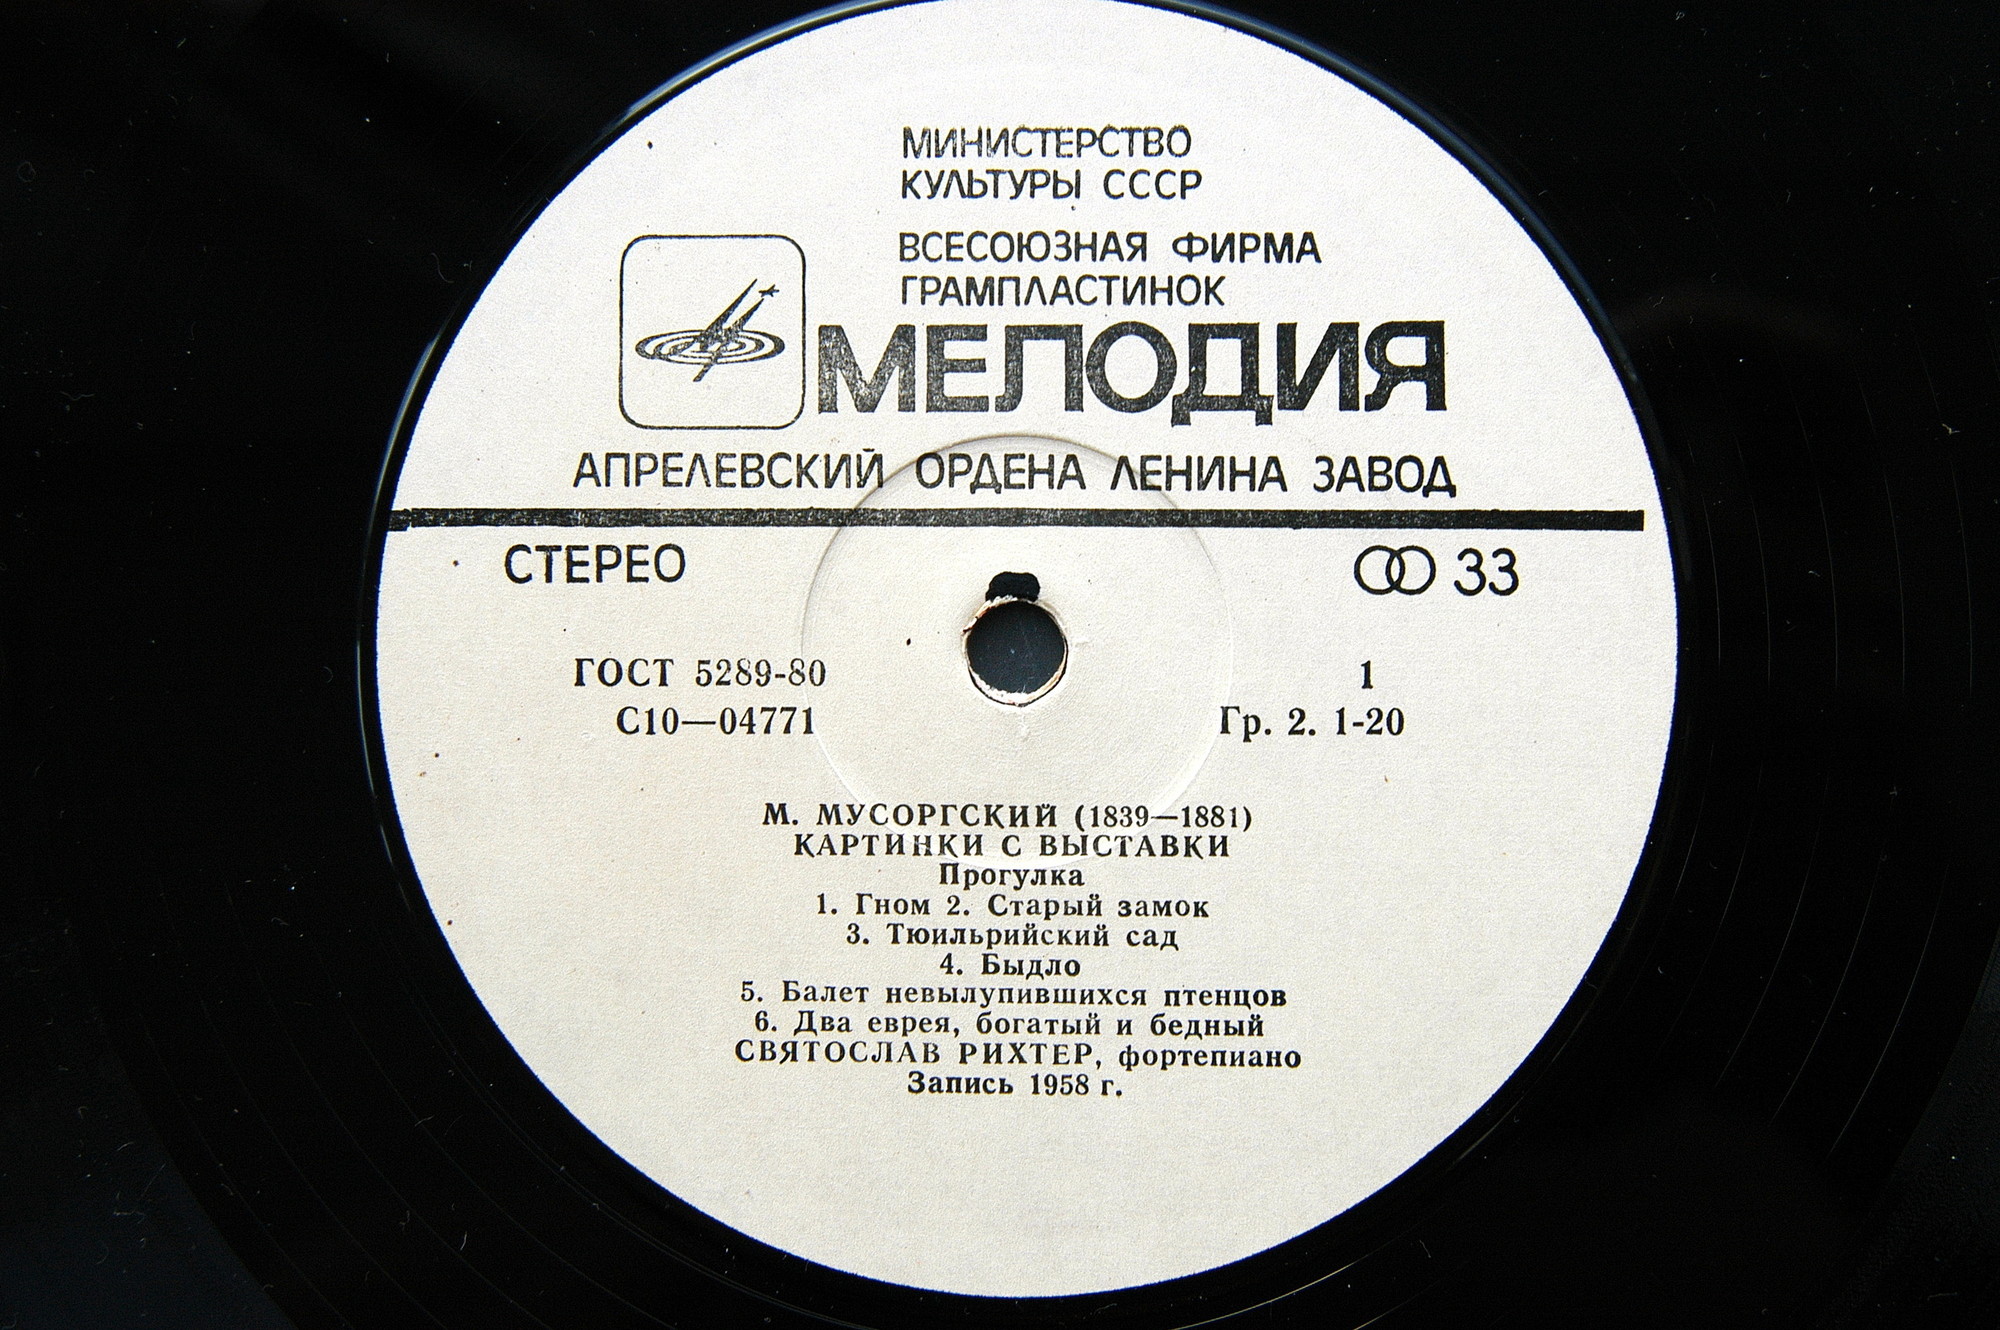 МИНИСТЕРСТВО
КУЛЬТУРЫ СССР
ВСЕСОЮЗНАЯ ФИРМА
ГРАМПЛАСТИНОК
МЕЛОДИЯ
АПРЕЛЕВСКИЙ ОРДЕНА ЛЕНИНА ЗАВОД
СТЕРЕО 33
ГОСТ 5289-80 1
С10—04771 Гр. 2. 1-20
М. МУСОРГСКИЙ (1839—1881)
КАРТИНКИ С ВЫСТАВКИ
Прогулка
1. Гном 2. Старый замок
3. Тюильрийский сад
4. Быдло
5. Балет невылупившихся птенцов
6. Два еврея, богатый и бедный
СВЯТОСЛАВ РИХТЕР, фортепиано
Запись 1958 г.